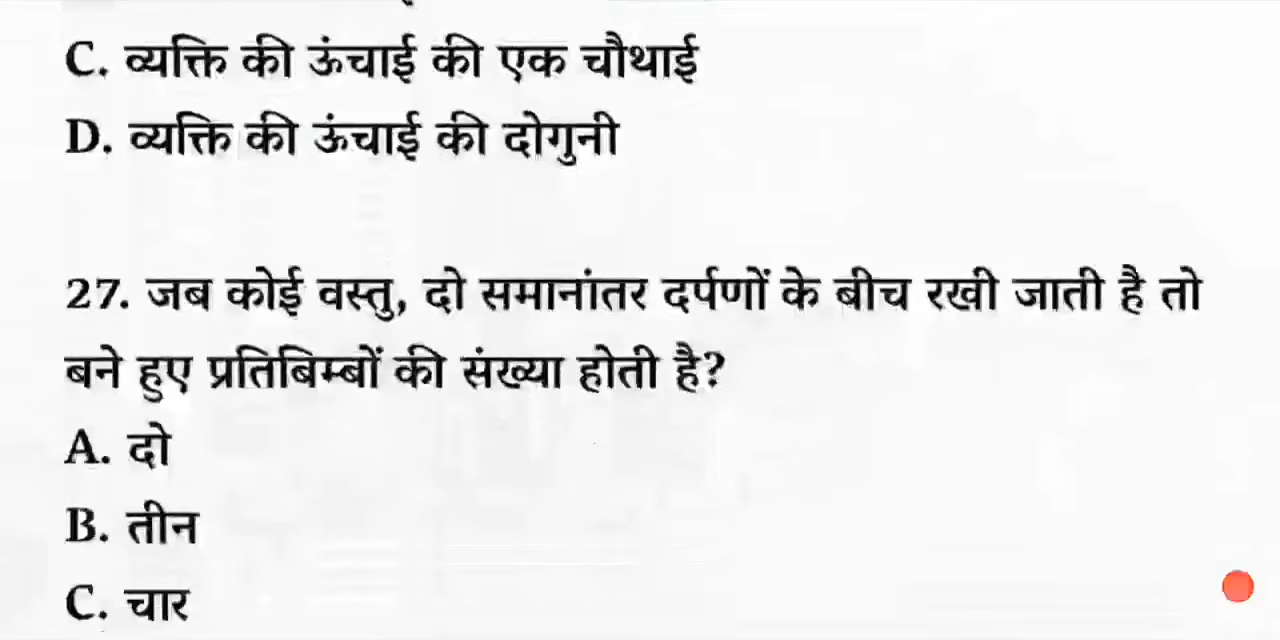 C. व्यक्ति की ऊंचाई की एक चौथाई
D. व्यक्ति की ऊंचाई की दोगुनी
27. जब कोई वस्तु, दो समानांतर दर्पणों के बीच रखी जाती है तो
बने हुए प्रतिबिम्बों की संख्या होती है?
A. दो
B. तीन
C. चार